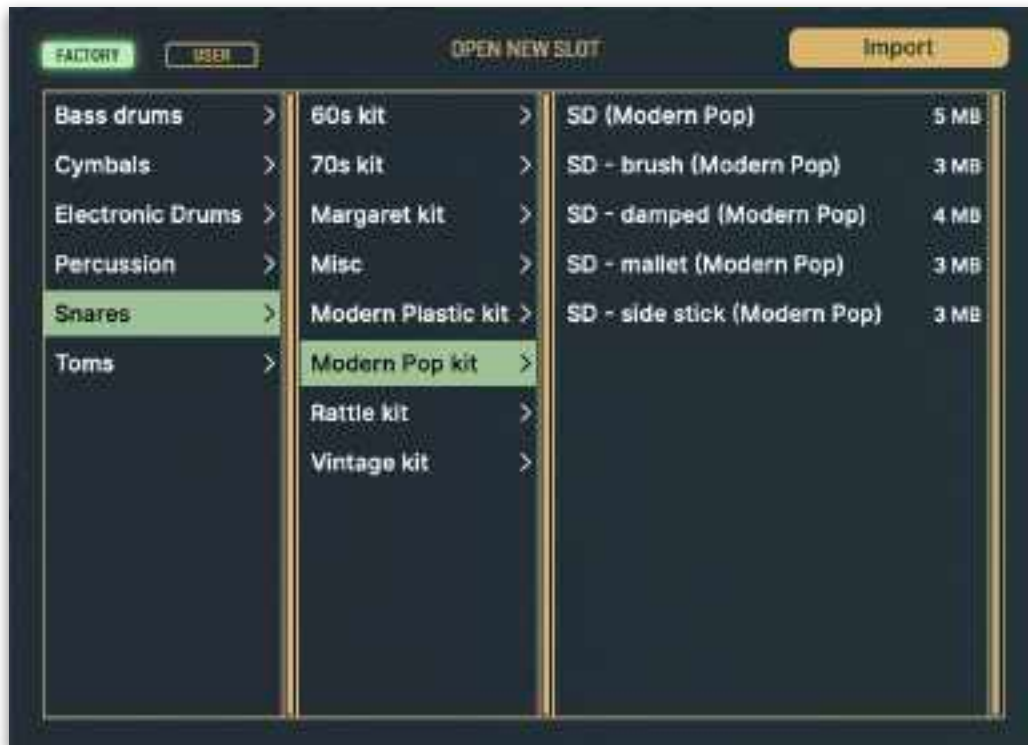 FACTORY
USER
OPEN NEW SLOT
Import
Bass drums >
Cymbals >
Electronic Drums >
Percussion >
Snares >
Toms >
60s kit >
70s kit >
Margaret kit >
Misc >
Modern Plastic kit >
Modern Pop kit >
Rattle kit >
Vintage kit >
SD (Modern Pop) 5 MB
SD - brush (Modern Pop) 3 MB
SD - damped (Modern Pop) 4 MB
SD - mallet (Modern Pop) 3 MB
SD - side stick (Modern Pop) 3 MB